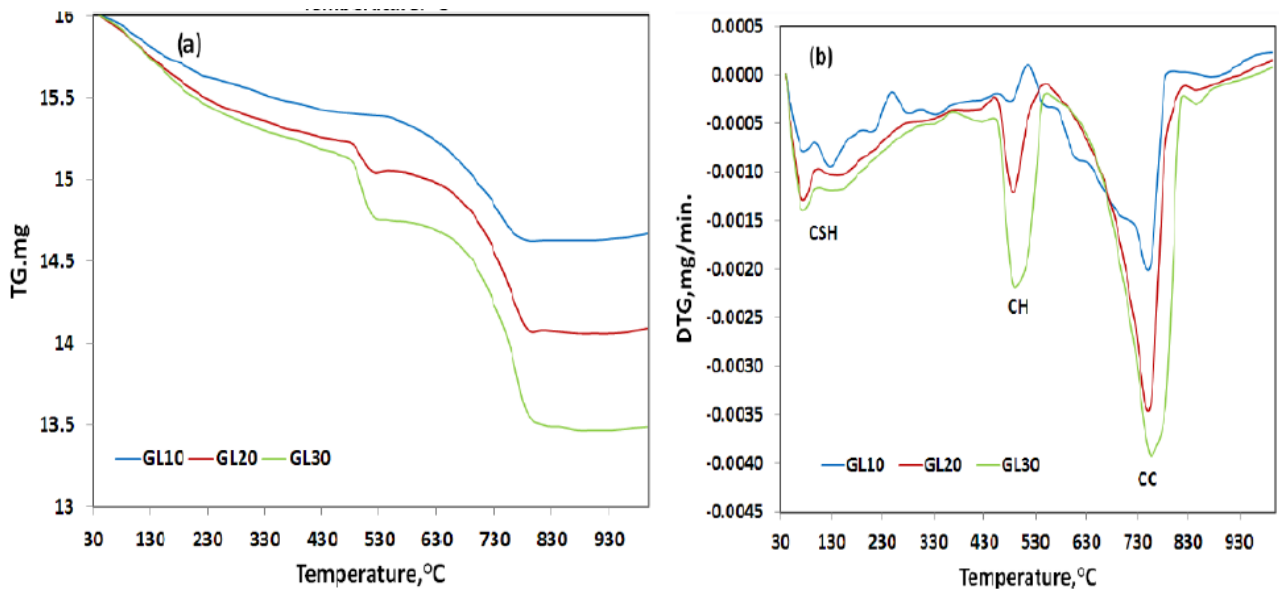 16
(a)
15.5
15
14.5
14
13.5
13
TG.mg
GL10 GL20 GL30
30 130 230 330 430 530 630 730 830 930
Temperature,°C
(b)
0.0000
-0.0005
-0.0010
-0.0015
-0.0020
-0.0025
-0.0030
-0.0035
-0.0040
-0.0045
DTG,mg/min.
CSH
CH
CC
GL10 GL20 GL30
30 130 230 330 430 530 630 730 830 930
Temperature,°C